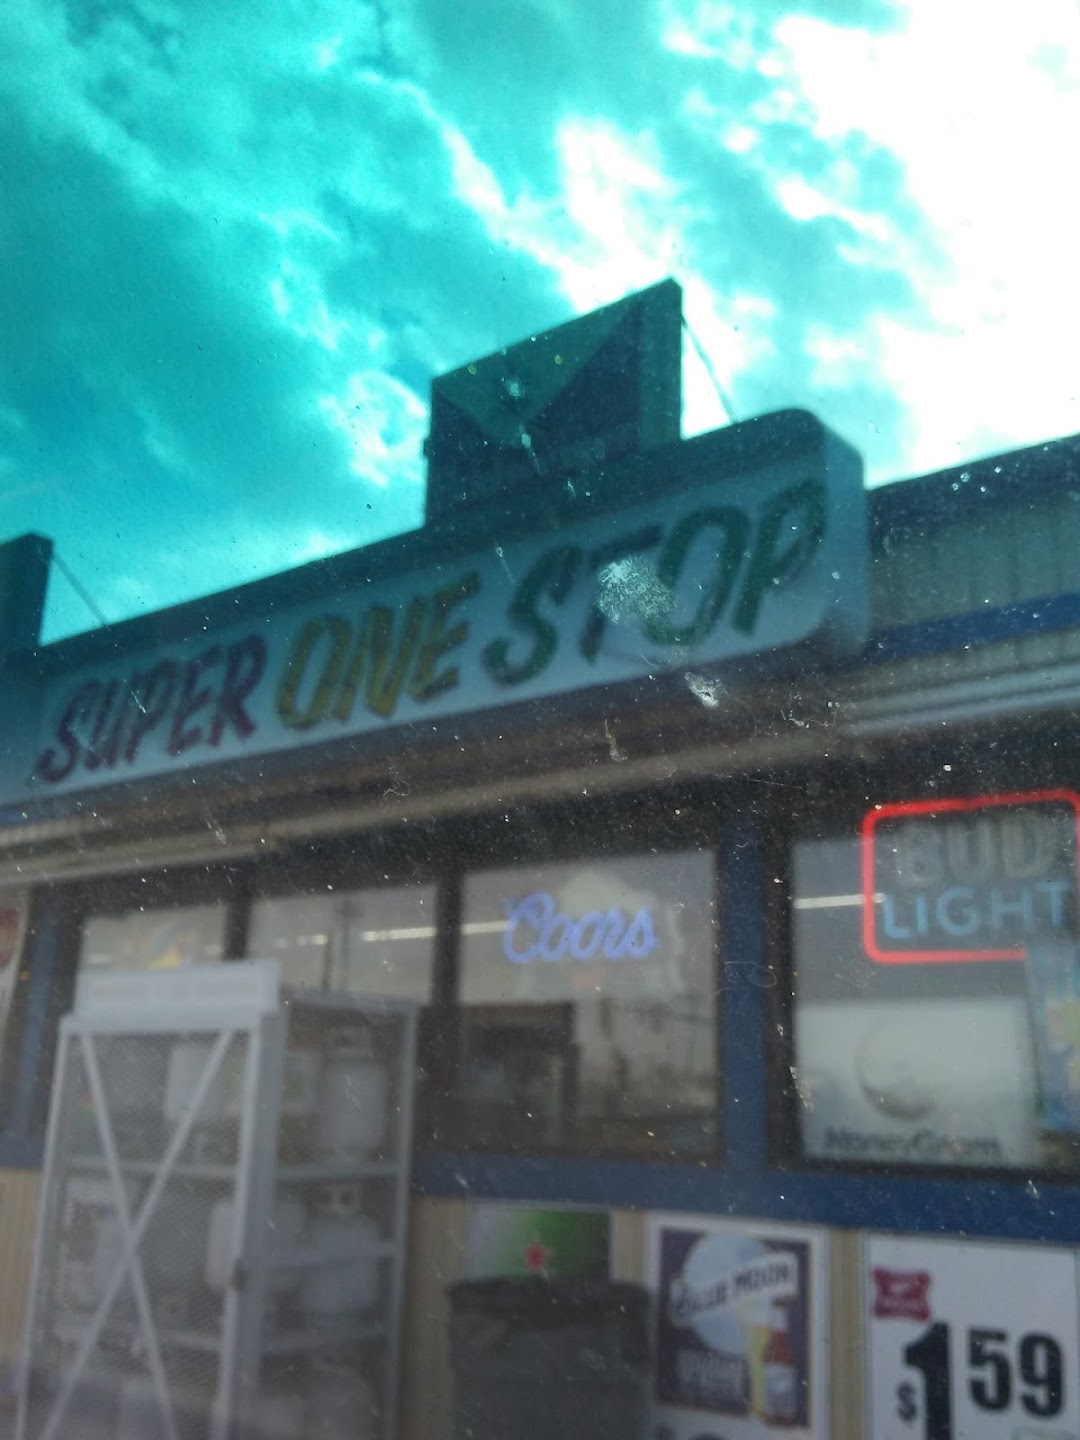 SUPER ONE STOP
Coors
BUD
LIGHT
MoneyGram
BLUE MOON
$1 59